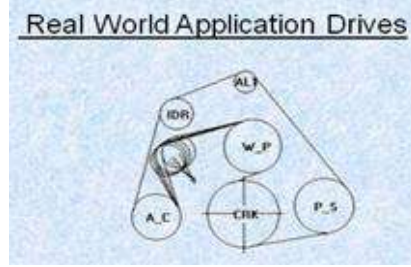 Real World Application Drives
ALT
IDR
W_P
A_C
CRK
P_S